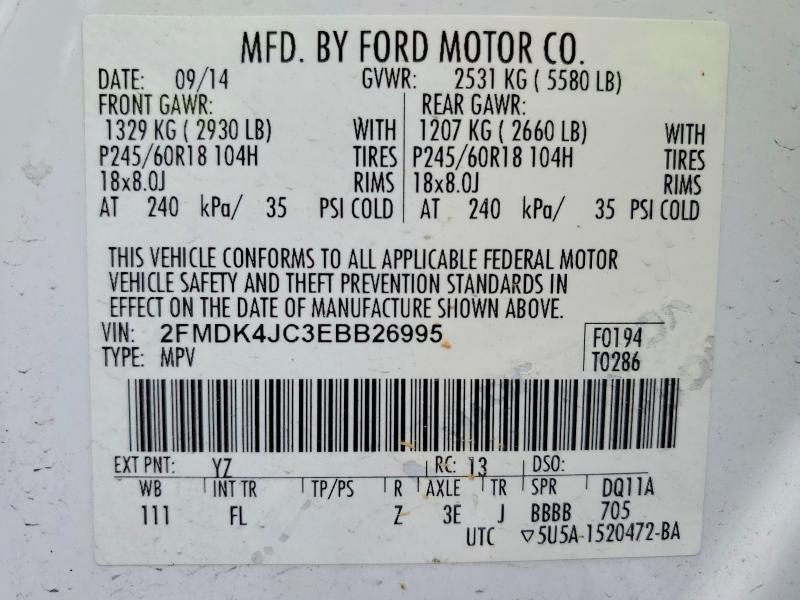 MFD. BY FORD MOTOR CO.
DATE: 09/14 GVWR: 2531 KG ( 5580 LB)
FRONT GAWR: REAR GAWR:
1329 KG ( 2930 LB) WITH 1207 KG ( 2660 LB) WITH
P245/60R18 104H TIRES P245/60R18 104H TIRES
18x8.0J RIMS 18x8.0J RIMS
AT 240 kPa/ 35 PSI COLD AT 240 kPa/ 35 PSI COLD
THIS VEHICLE CONFORMS TO ALL APPLICABLE FEDERAL MOTOR
VEHICLE SAFETY AND THEFT PREVENTION STANDARDS IN
EFFECT ON THE DATE OF MANUFACTURE SHOWN ABOVE.
VIN: 2FMDK4JC3EBB26995 F0194
TYPE: MPV T0286
EXT PNT: YZ RC: 13 DSO:
WB INT TR TP/PS R AXLE TR SPR DQ11A
111 FL Z 3E J BBBB 705
UTC ▽5U5A-1520472-BA